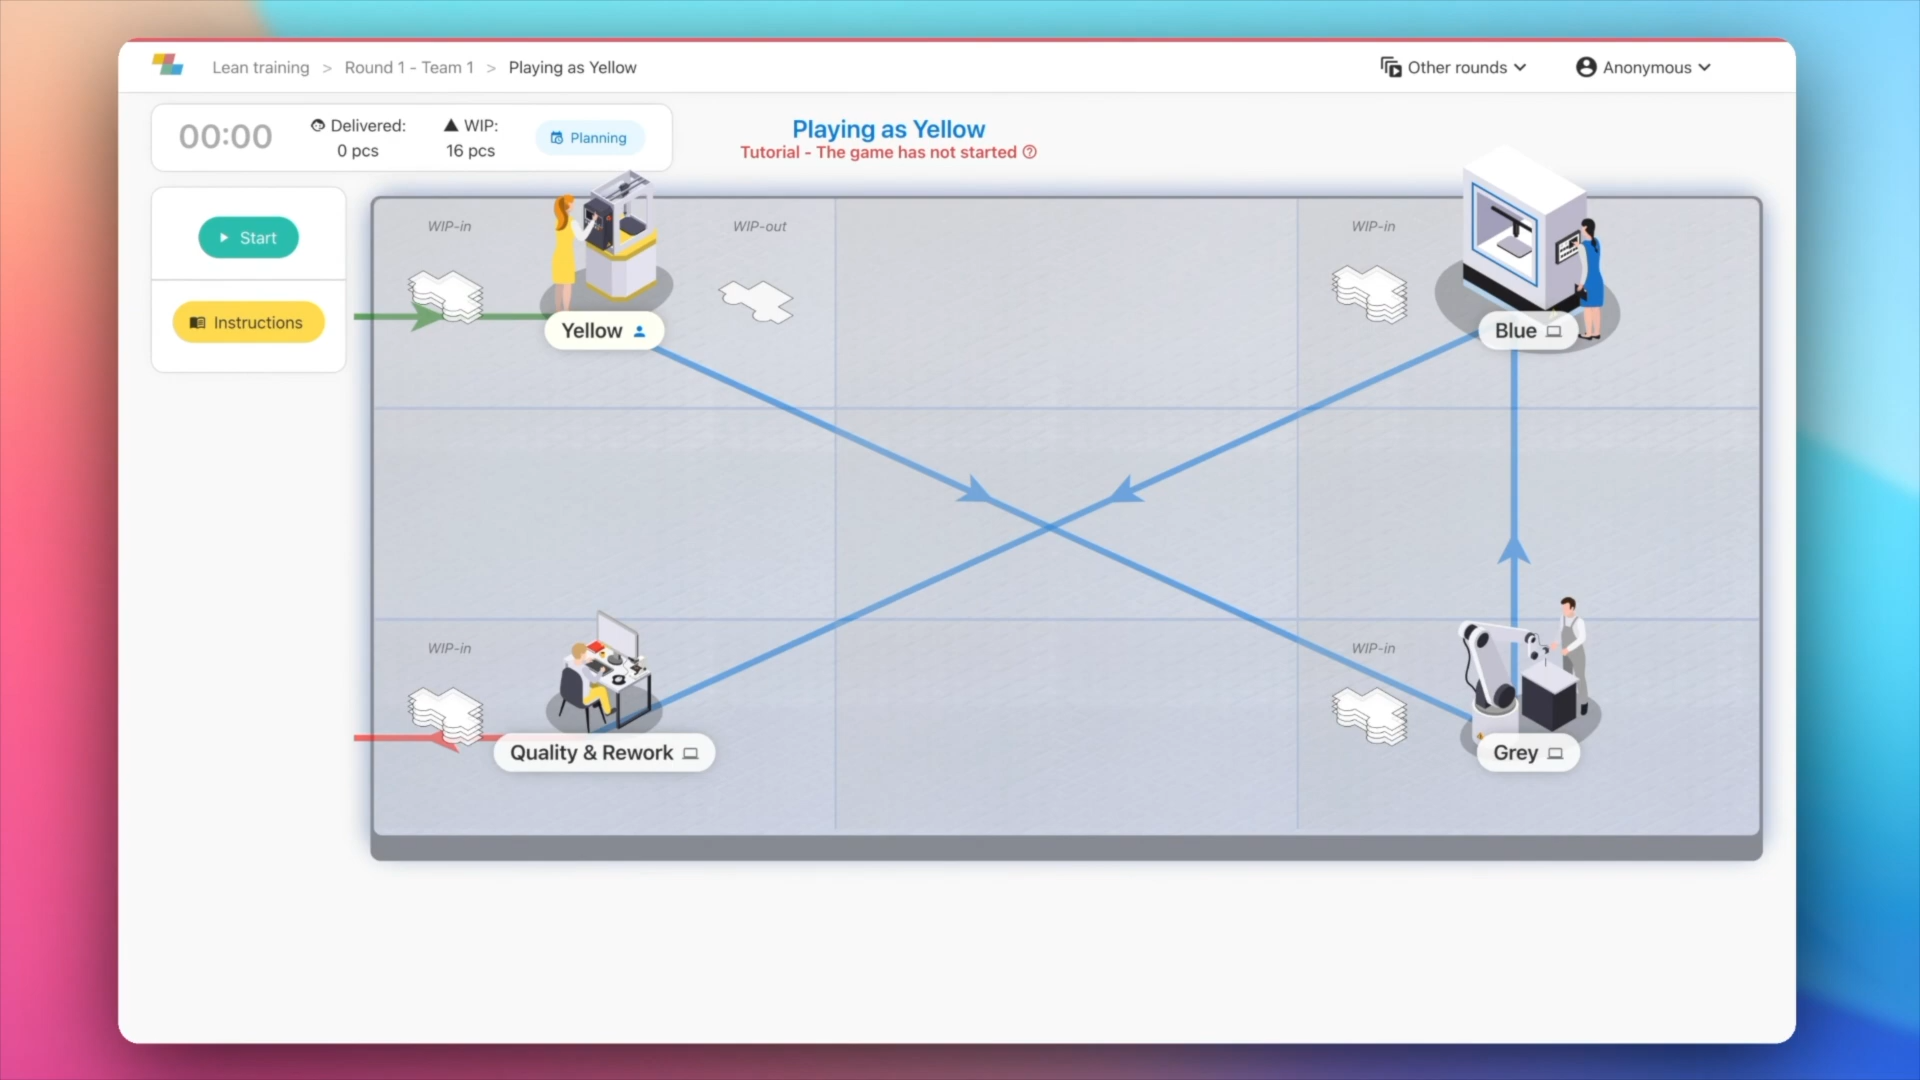 Lean training > Round 1 - Team 1 > Playing as Yellow
Other rounds
Anonymous
00:00
Delivered:
0 pcs
WIP:
16 pcs
Planning
Playing as Yellow
Tutorial - The game has not started
Start
Instructions
WIP-in
WIP-out
WIP-in
Yellow
Blue
WIP-in
WIP-in
Quality & Rework
Grey